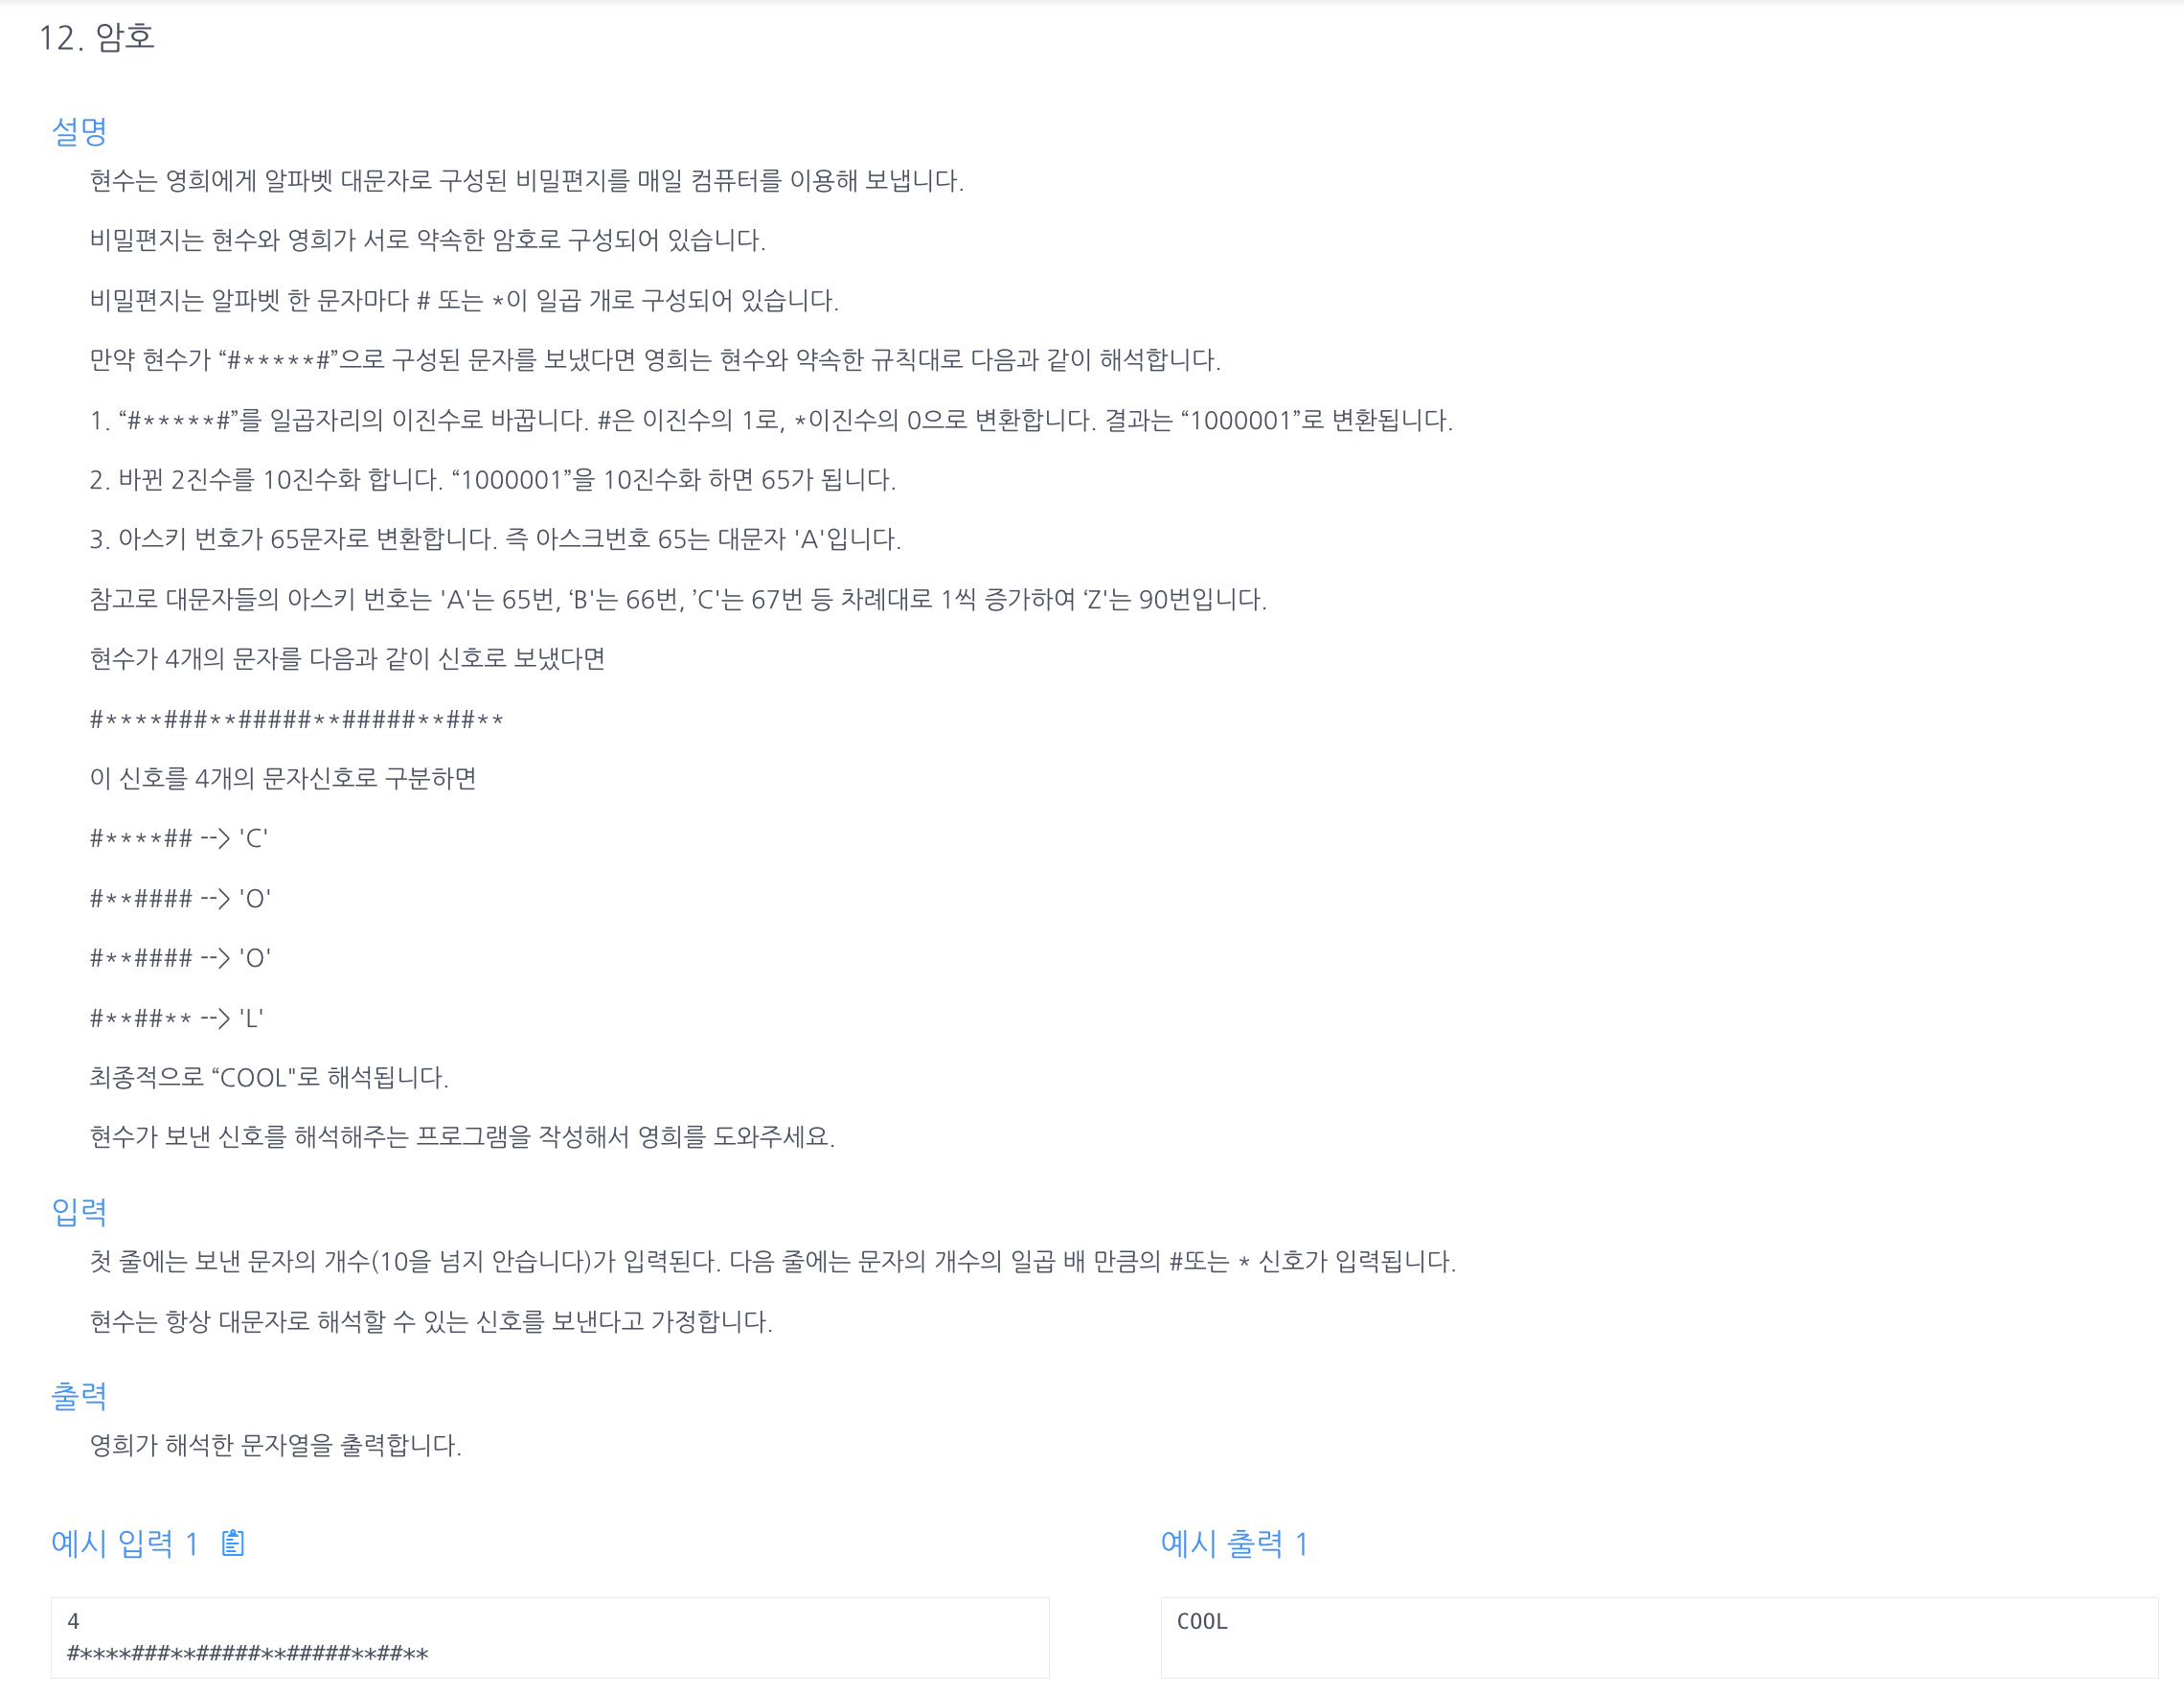 12. 암호
설명
현수는 영희에게 알파벳 대문자로 구성된 비밀편지를 매일 컴퓨터를 이용해 보냅니다.
비밀편지는 현수와 영희가 서로 약속한 암호로 구성되어 있습니다.
비밀편지는 알파벳 한 문자마다 # 또는 *이 일곱 개로 구성되어 있습니다.
만약 현수가 “#*****#”으로 구성된 문자를 보냈다면 영희는 현수와 약속한 규칙대로 다음과 같이 해석합니다.
1. “#*****#”를 일곱자리의 이진수로 바꿉니다. #은 이진수의 1로, *이진수의 0으로 변환합니다. 결과는 “1000001”로 변환됩니다.
2. 바뀐 2진수를 10진수화 합니다. “1000001”을 10진수화 하면 65가 됩니다.
3. 아스키 번호가 65문자로 변환합니다. 즉 아스크번호 65는 대문자 'A'입니다.
참고로 대문자들의 아스키 번호는 'A'는 65번, ‘B'는 66번, ’C'는 67번 등 차례대로 1씩 증가하여 ‘Z'는 90번입니다.
현수가 4개의 문자를 다음과 같이 신호로 보냈다면
#****###**#####**#####**##**
이 신호를 4개의 문자신호로 구분하면
#****## --> 'C'
#**#### --> 'O'
#**#### --> 'O'
#**##** --> 'L'
최종적으로 “COOL"로 해석됩니다.
현수가 보낸 신호를 해석해주는 프로그램을 작성해서 영희를 도와주세요.
입력
첫 줄에는 보낸 문자의 개수(10을 넘지 안습니다)가 입력된다. 다음 줄에는 문자의 개수의 일곱 배 만큼의 #또는 * 신호가 입력됩니다.
현수는 항상 대문자로 해석할 수 있는 신호를 보낸다고 가정합니다.
출력
영희가 해석한 문자열을 출력합니다.
예시 입력 1
4
#****###**#####**#####**##**
예시 출력 1
COOL